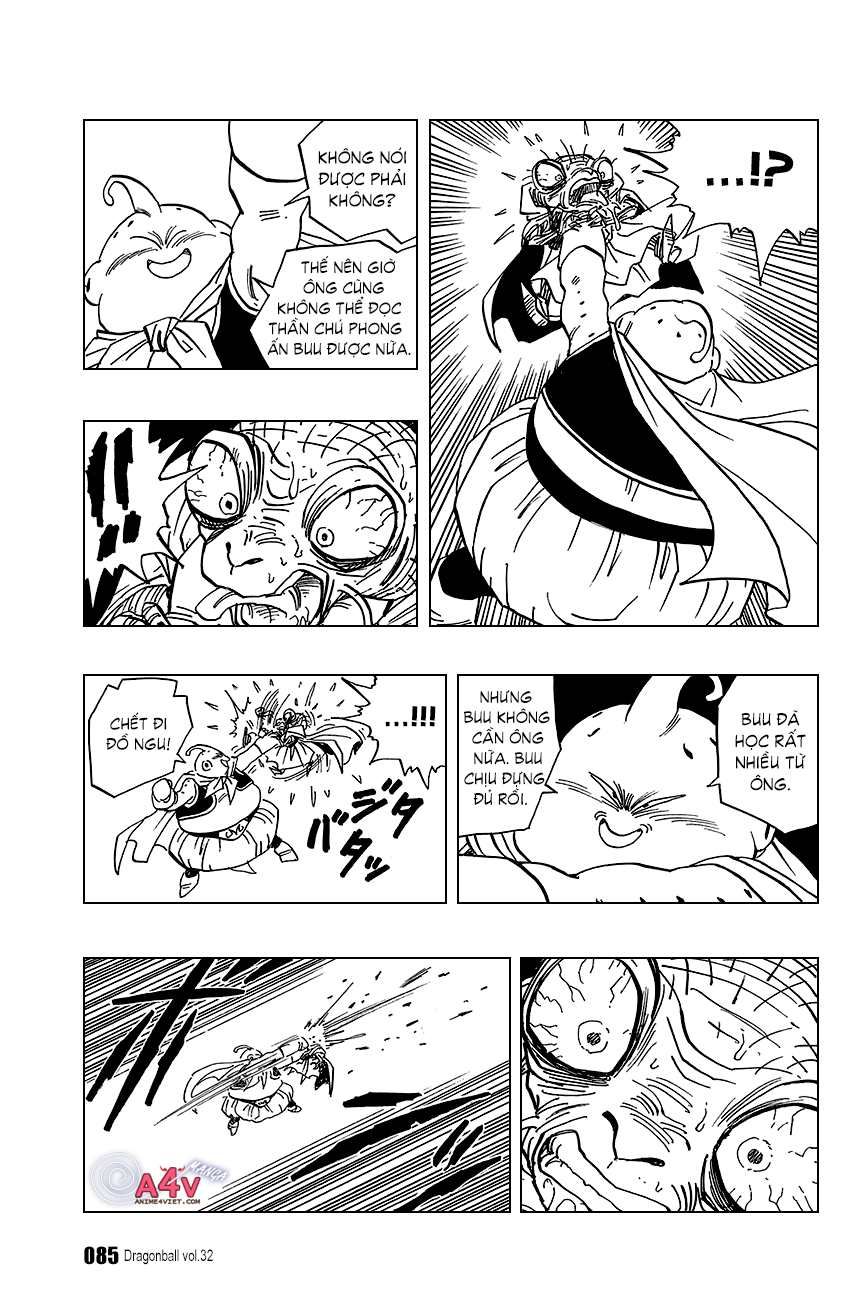 ...!?
KHÔNG NÓI
ĐƯỢC PHẢI
KHÔNG?
THẾ NÊN GIỜ
ÔNG CŨNG
KHÔNG THỂ ĐỌC
THẦN CHÚ PHONG
ẤN BUU ĐƯỢC NỮA.
!!
BUU ĐÃ
HỌC RẤT
NHIỀU TỪ
ÔNG.
NHƯNG
BUU KHÔNG
CẦN ÔNG
NỮA. BUU
CHỊU ĐỰNG
ĐỦ RỒI.
...!!!
CHẾT ĐI
ĐỒ NGU!
ジタ
バタッ
A4V
MANGA
ANIME4VIET.COM
085 Dragonball vol.32